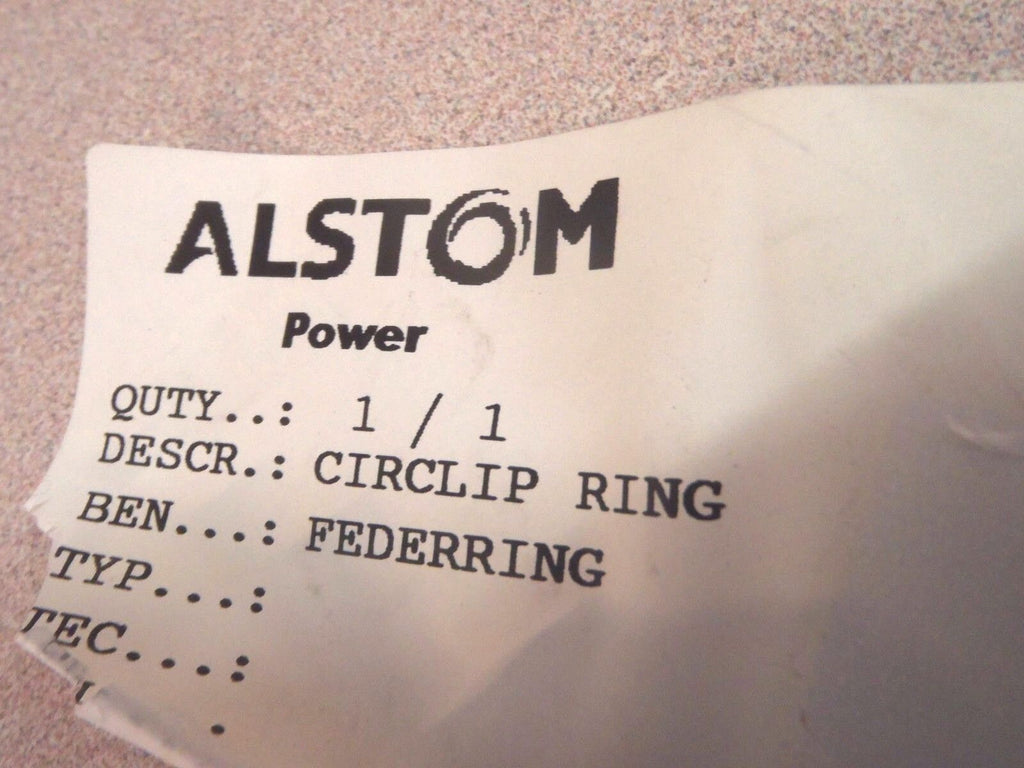 ALSTOM
Power
QUTY..: 1 / 1
DESCR.: CIRCLIP RING
BEN...: FEDERRING
TYP...:
TEC...: